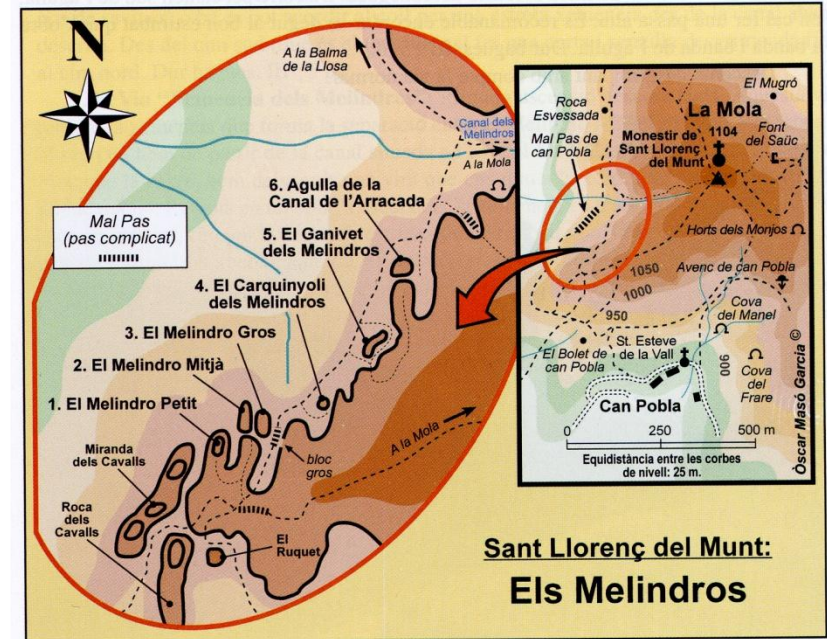 N
A la Balma
de la Llosa
Canal dels
Melindros
A la Mola
6. Agulla de la
Canal de l'Arracada
5. El Ganivet
dels Melindros
4. El Carquinyoli
dels Melindros
3. El Melindro Gros
2. El Melindro Mitjà
1. El Melindro Petit
Miranda
dels Cavalls
Roca
dels
Cavalls
El
Ruquet
bloc
gros
A la Mola
Mal Pas
(pas complicat)
Roca
Esvessada
Mal Pas de
can Pobla
El Mugró
La Mola
1104
Monestir de
Sant Llorenç
del Munt
Font
del Saüc
Horts dels Monjos
1050
1000
950
900
Avenc de can Pobla
Cova
del Manel
St. Esteve
de la Vall
El Bolet de
can Pobla
Cova
del
Frare
Can Pobla
0 250 500 m
Equidistància entre les corbes
de nivell: 25 m.
Òscar Masó Garcia ©
Sant Llorenç del Munt:
Els Melindros